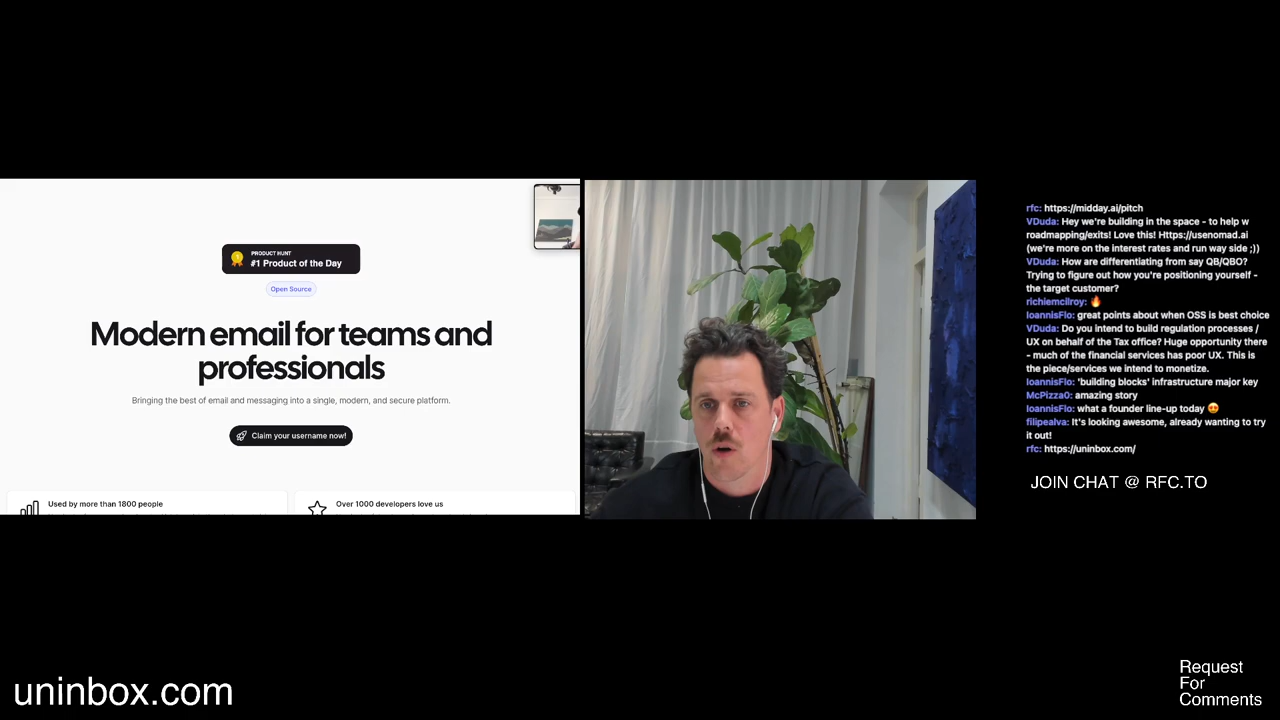 PRODUCT HUNT
#1 Product of the Day
Open Source
Modern email for teams and
professionals
Bringing the best of email and messaging into a single, modern, and secure platform.
Claim your username now!
Used by more than 1800 people
Over 1000 developers love us
rfc: https://midday.ai/pitch
VDuda: Hey we're building in the space - to help w
roadmapping/exits! Love this! Https://usenomad.ai
(we're more on the interest rates and run way side ;))
VDuda: How are differentiating from say QB/QBO?
Trying to figure out how you're positioning yourself -
the target customer?
richiemcilroy: 🔥
IoannisFlo: great points about when OSS is best choice
VDuda: Do you intend to build regulation processes /
UX on behalf of the Tax office? Huge opportunity there
- much of the financial services has poor UX. This is
the piece/services we intend to monetize.
IoannisFlo: 'building blocks' infrastructure major key
McPizza0: amazing story
IoannisFlo: what a founder line-up today 😍
filipealva: It's looking awesome, already wanting to try
it out!
rfc: https://uninbox.com/
JOIN CHAT @ RFC.TO
uninbox.com
Request
For
Comments